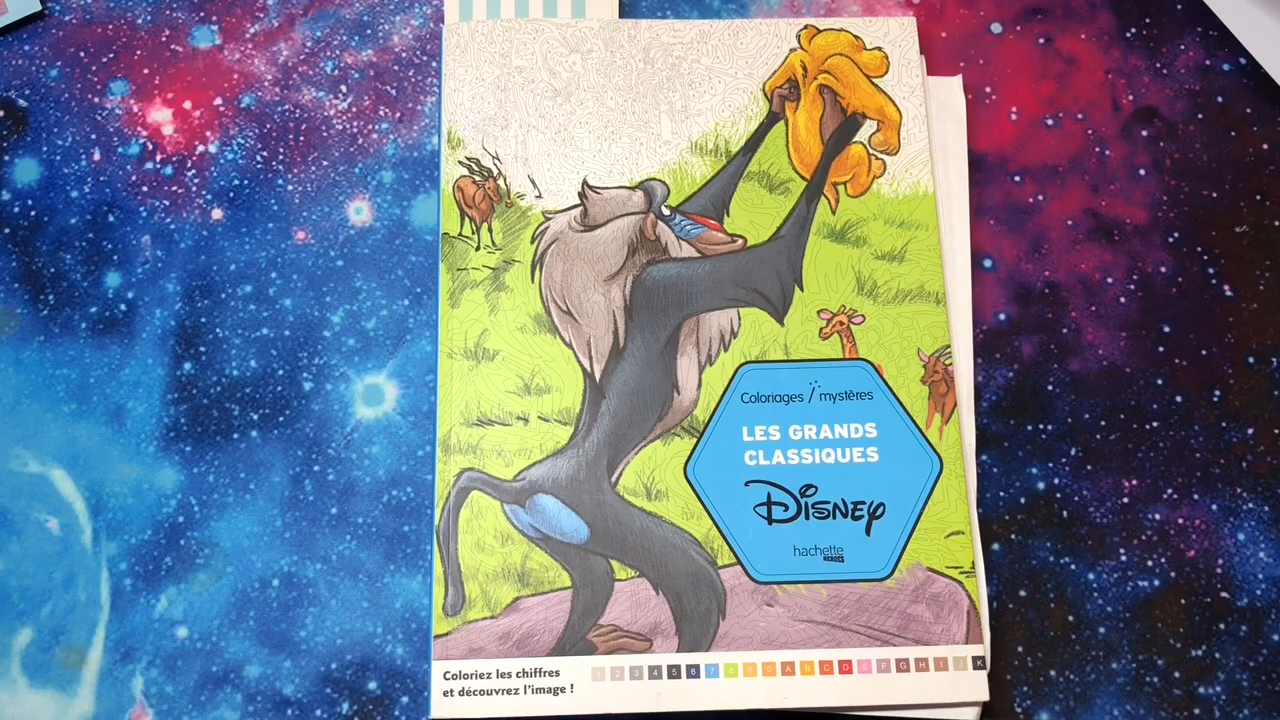 Coloriages mystères
LES GRANDS
CLASSIQUES
Disney
hachette
HEROES
Coloriez les chiffres
et découvrez l'image !
1 2 3 4 5 6 7 8 9 0 A B C D E F G H I J K